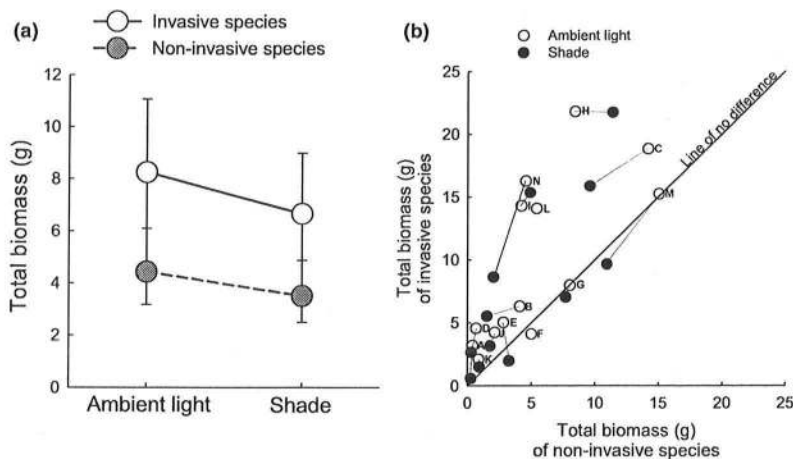 (a)
Invasive species
Non-invasive species
12
10
8
6
4
2
0
Total biomass (g)
Ambient light
Shade
(b)
Ambient light
Shade
25
20
15
10
5
0
Total biomass (g)
of invasive species
H
C
Line of no difference
N
M
I
L
G
B
D
E
J
F
A
K
0
5
10
15
20
25
Total biomass (g)
of non-invasive species